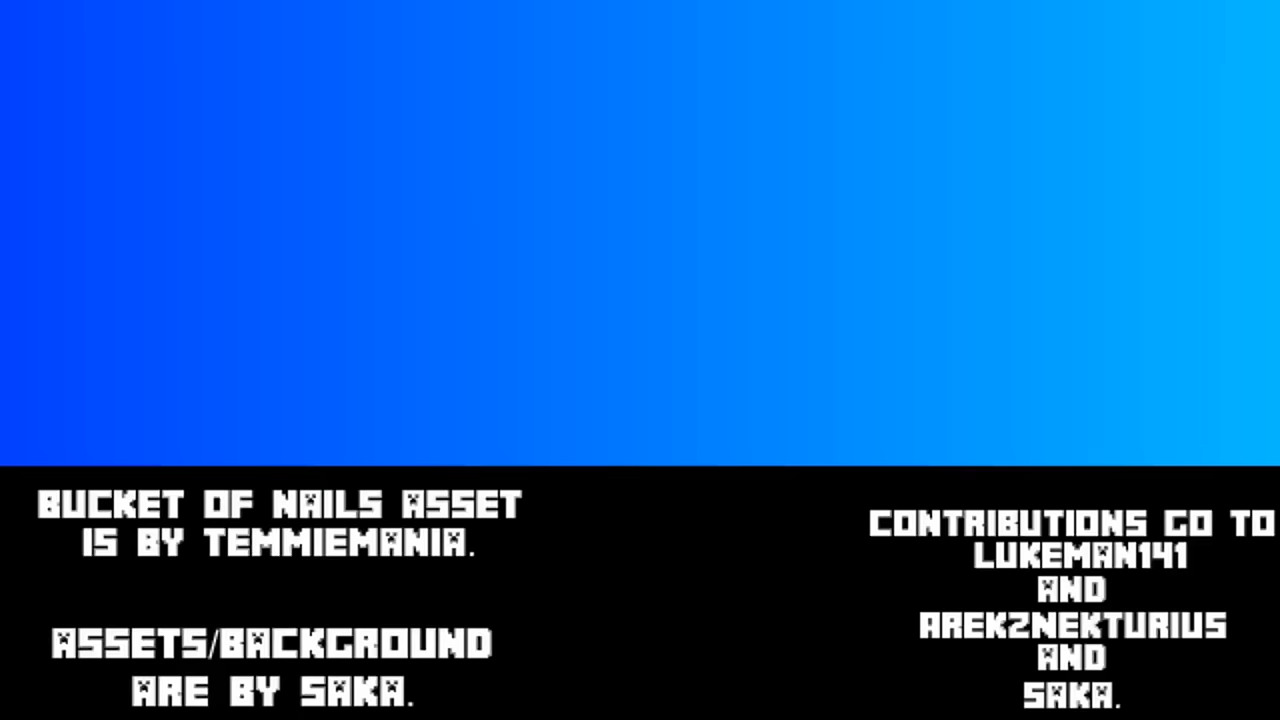 BUCKET OF NAILS ASSET
IS BY TEMMIEMANIA.
ASSETS/BACKGROUND
ARE BY SAKA.
CONTRIBUTIONS GO TO
LUKEMAN141
AND
AREKZNEKTURIUS
AND
SAKA.